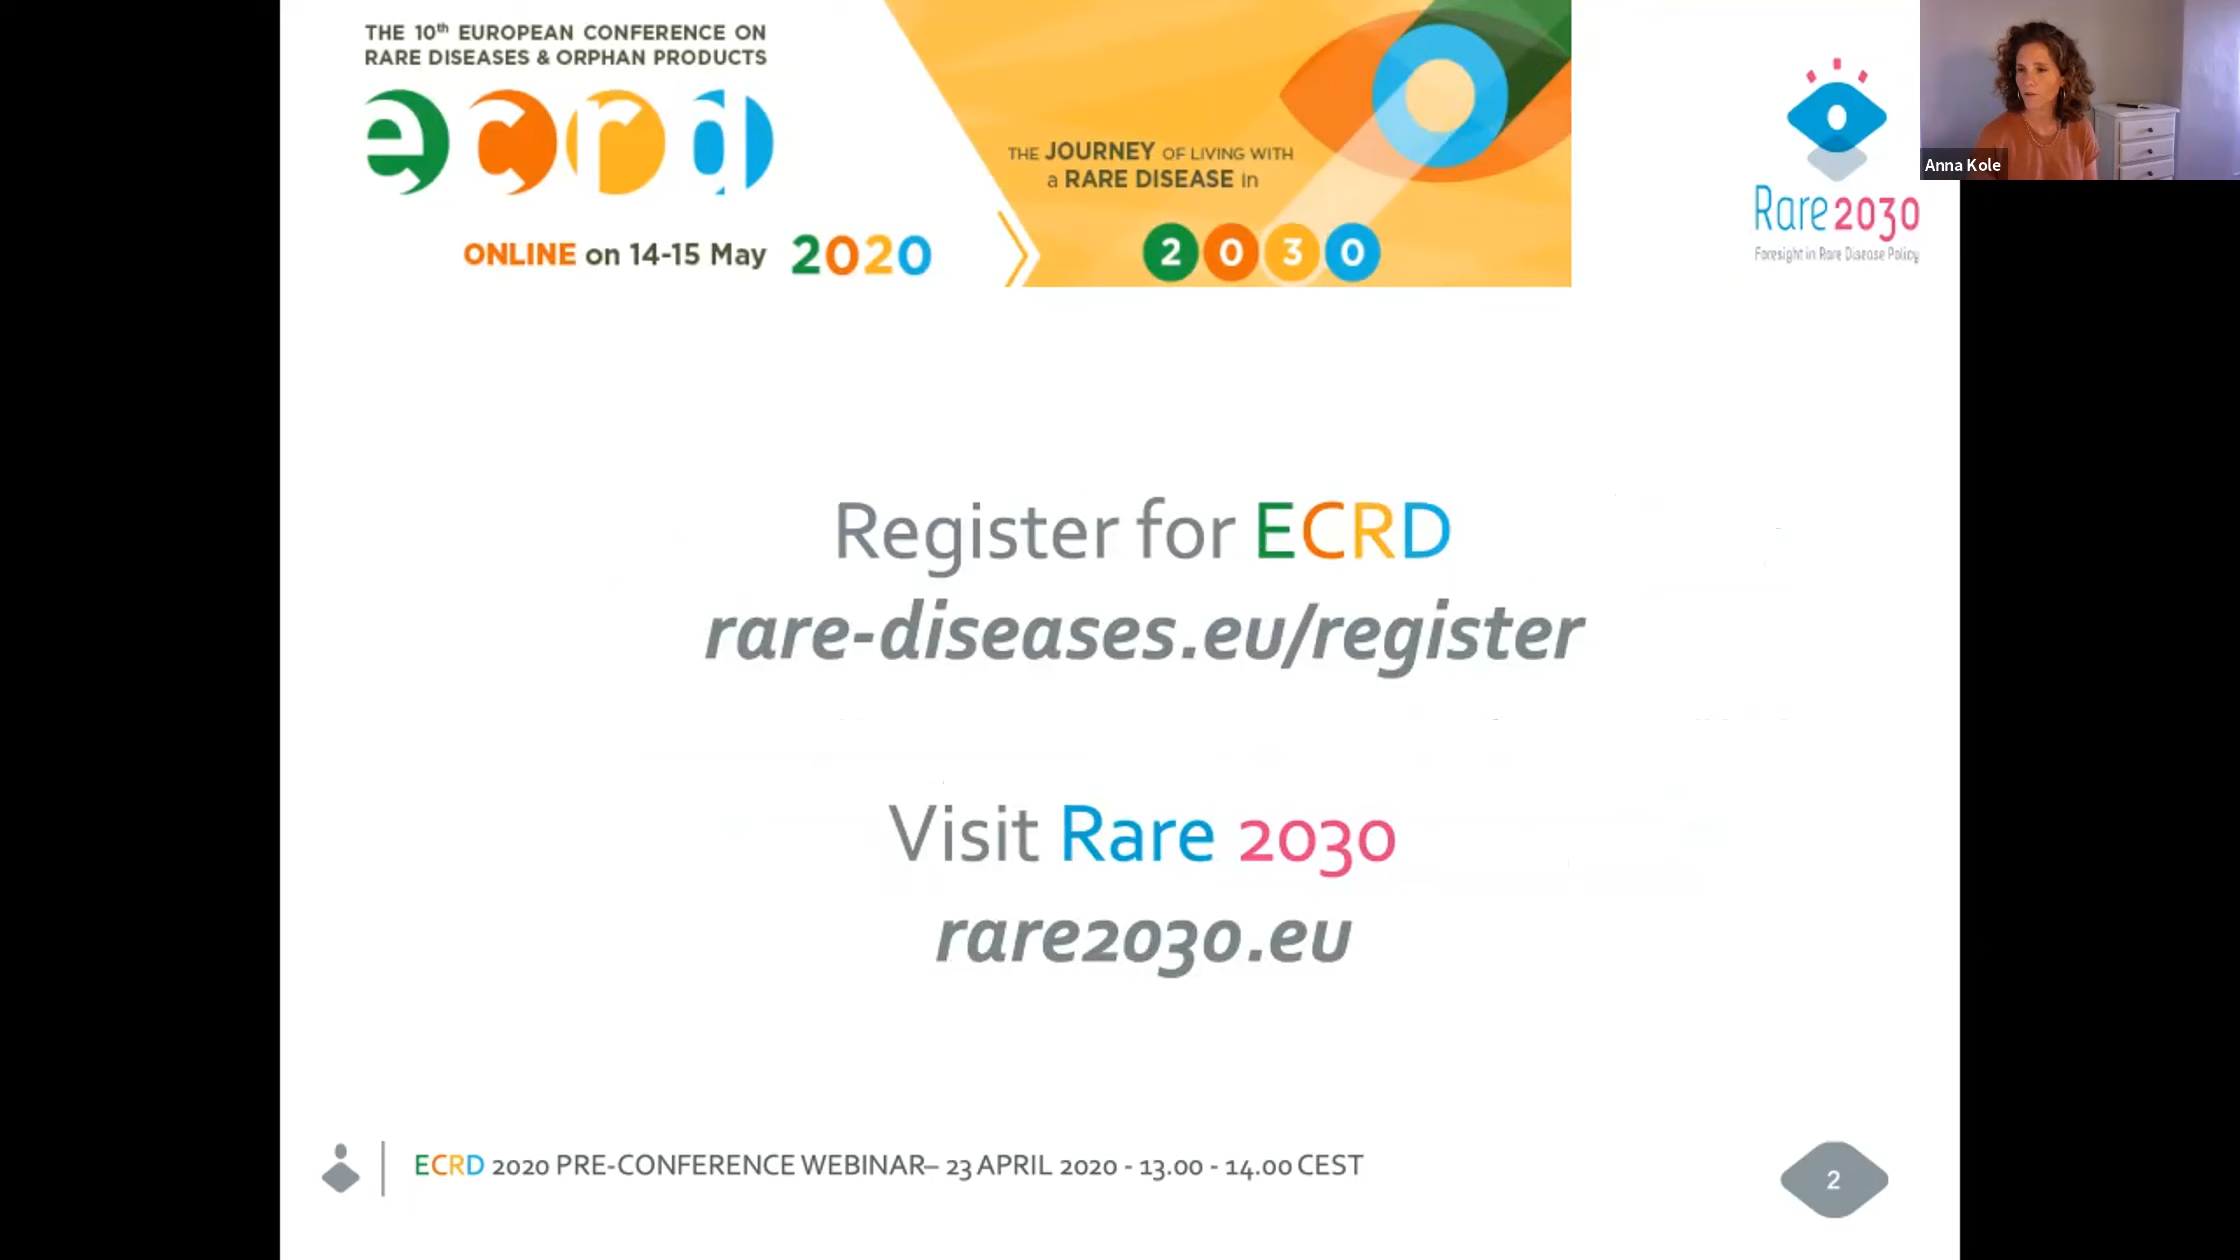 THE 10th EUROPEAN CONFERENCE ON
RARE DISEASES & ORPHAN PRODUCTS
ecrd
ONLINE on 14-15 May 2020
THE JOURNEY OF LIVING WITH
a RARE DISEASE in
2030
Rare 2030
Foresight in Rare Disease Policy
Anna Kole
Register for ECRD
rare-diseases.eu/register
Visit Rare 2030
rare2030.eu
ECRD 2020 PRE-CONFERENCE WEBINAR– 23 APRIL 2020 - 13.00 - 14.00 CEST
2